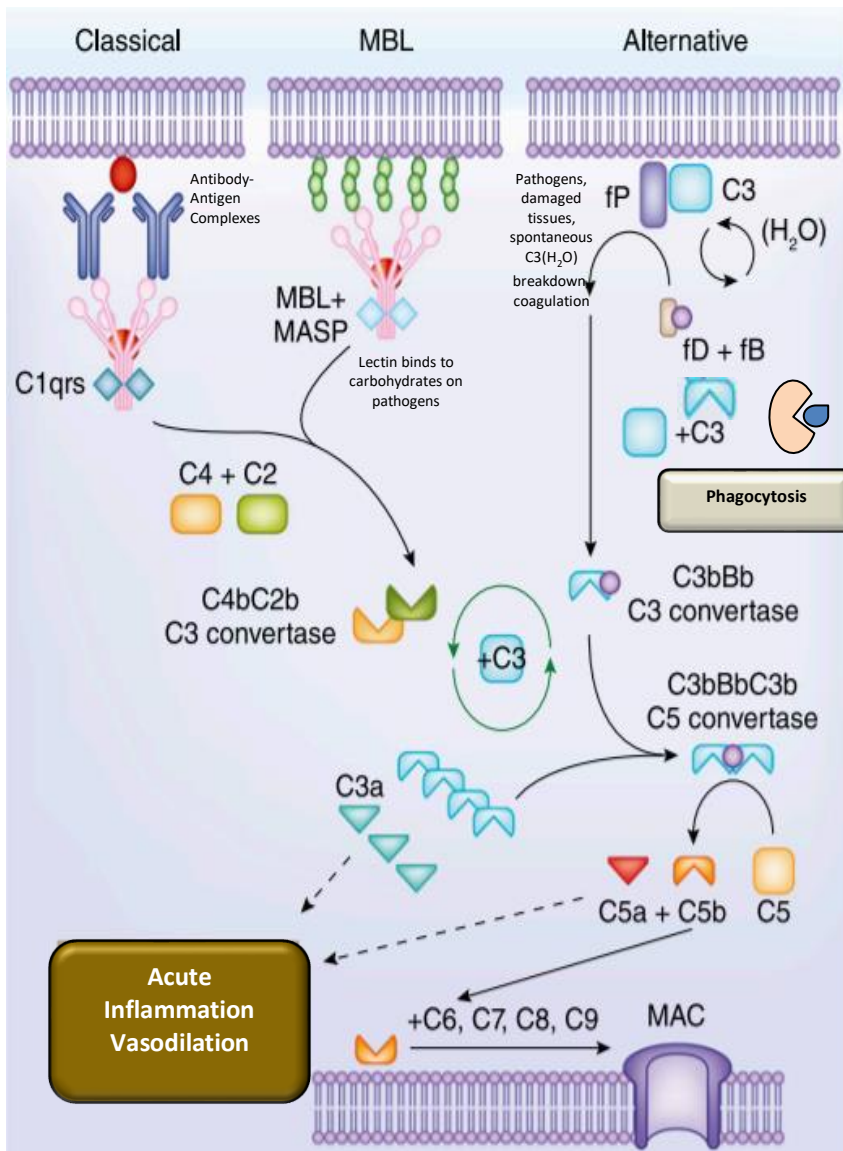 Classical
MBL
Alternative
Antibody-
Antigen
Complexes
Pathogens,
damaged
tissues,
spontaneous
C3(H₂O)
breakdown
coagulation
fP
C3
(H₂O)
MBL+
MASP
fD + fB
C1qrs
Lectin binds to
carbohydrates on
pathogens
+C3
C4 + C2
Phagocytosis
C4bC2b
C3 convertase
+C3
C3bBb
C3 convertase
C3bBbC3b
C5 convertase
C3a
C5a + C5b
C5
Acute
Inflammation
Vasodilation
+C6, C7, C8, C9
MAC